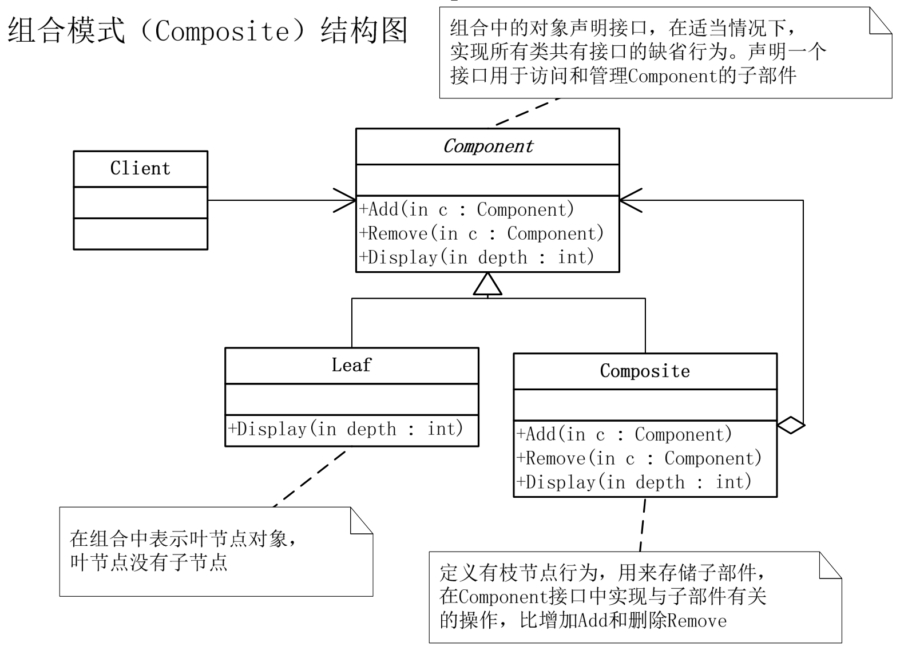 组合模式（Composite）结构图
组合中的对象声明接口，在适当情况下，
实现所有类共有接口的缺省行为。声明一个
接口用于访问和管理Component的子部件
Component
+Add(in c : Component)
+Remove(in c : Component)
+Display(in depth : int)
Client
Leaf
+Display(in depth : int)
Composite
+Add(in c : Component)
+Remove(in c : Component)
+Display(in depth : int)
在组合中表示叶节点对象，
叶节点没有子节点
定义有枝节点行为，用来存储子部件，
在Component接口中实现与子部件有关
的操作，比增加Add和删除Remove